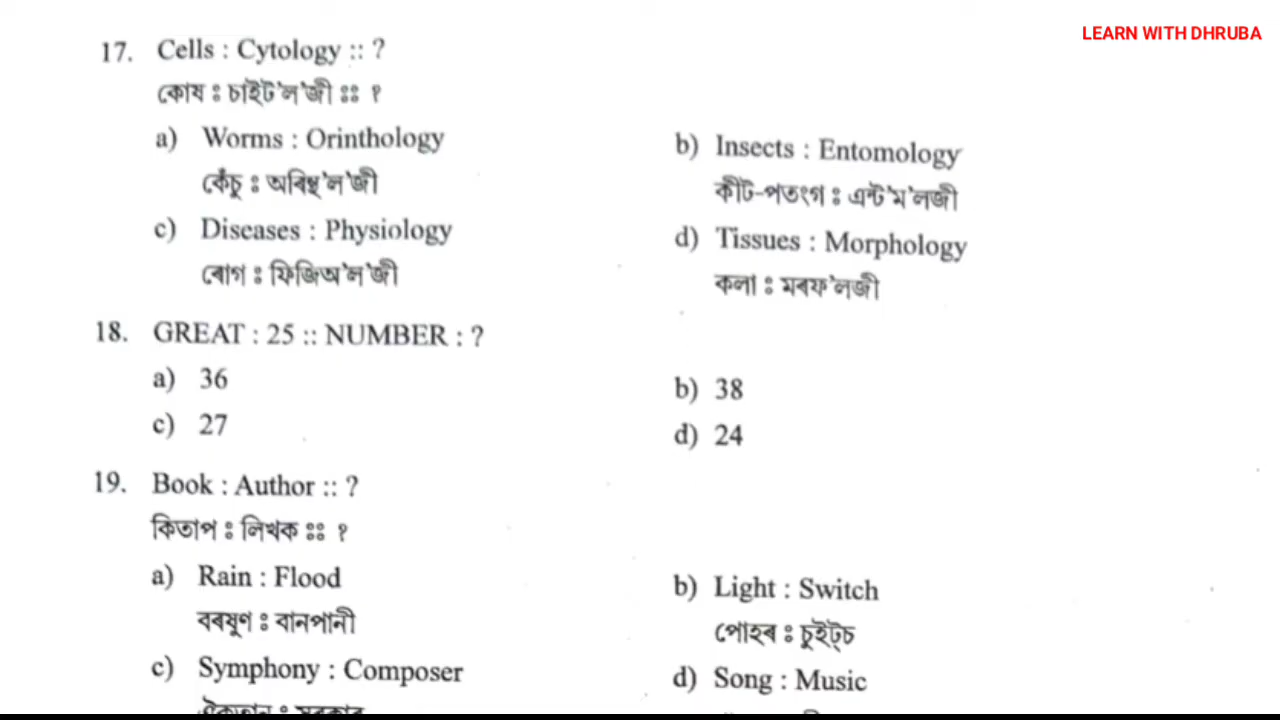 LEARN WITH DHRUBA
17. Cells : Cytology :: ?
কোষ ঃ চাইট'ল'জী ঃঃ ?
a) Worms : Orinthology
b) Insects : Entomology
কেঁচু ঃ অৰিন্থ'ল'জী
কীট-পতংগ ঃ এন্ট'ম'লজী
c) Diseases : Physiology
d) Tissues : Morphology
ৰোগ ঃ ফিজিঅ'ল'জী
কলা ঃ মৰফ'লজী
18. GREAT : 25 :: NUMBER : ?
a) 36
b) 38
c) 27
d) 24
19. Book : Author :: ?
কিতাপ ঃ লিখক ঃঃ ?
a) Rain : Flood
b) Light : Switch
বৰষুণ ঃ বানপানী
পোহৰ ঃ চুইট্চ
c) Symphony : Composer
d) Song : Music